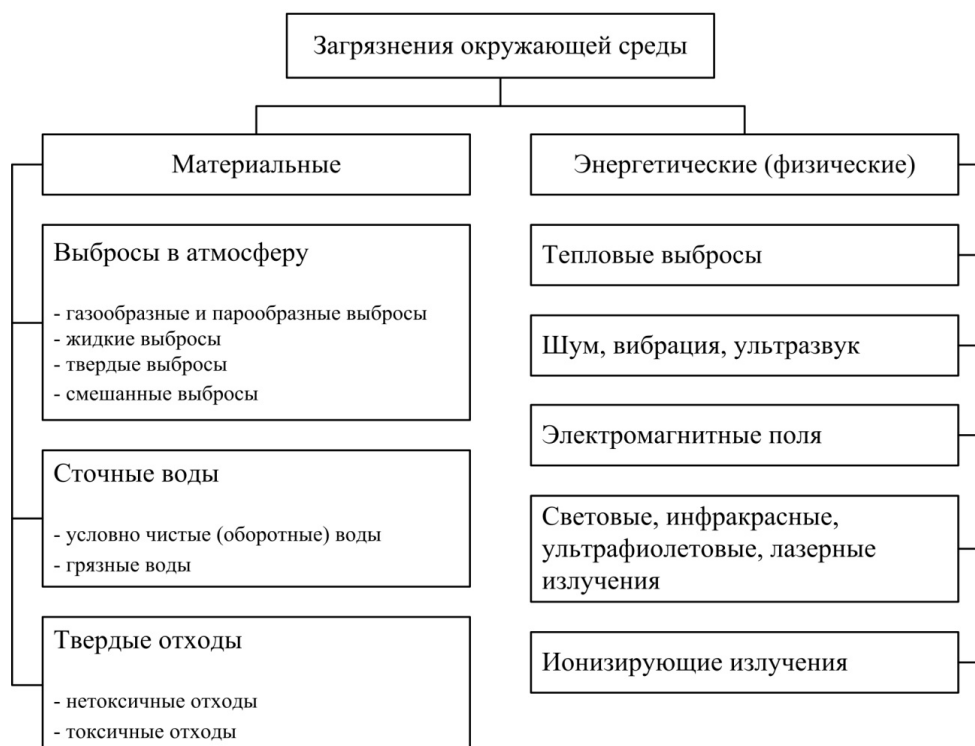 Загрязнения окружающей среды
Материальные
Выбросы в атмосферу
- газообразные и парообразные выбросы
- жидкие выбросы
- твердые выбросы
- смешанные выбросы
Сточные воды
- условно чистые (оборотные) воды
- грязные воды
Твердые отходы
- нетоксичные отходы
- токсичные отходы
Энергетические (физические)
Тепловые выбросы
Шум, вибрация, ультразвук
Электромагнитные поля
Световые, инфракрасные,
ультрафиолетовые, лазерные
излучения
Ионизирующие излучения